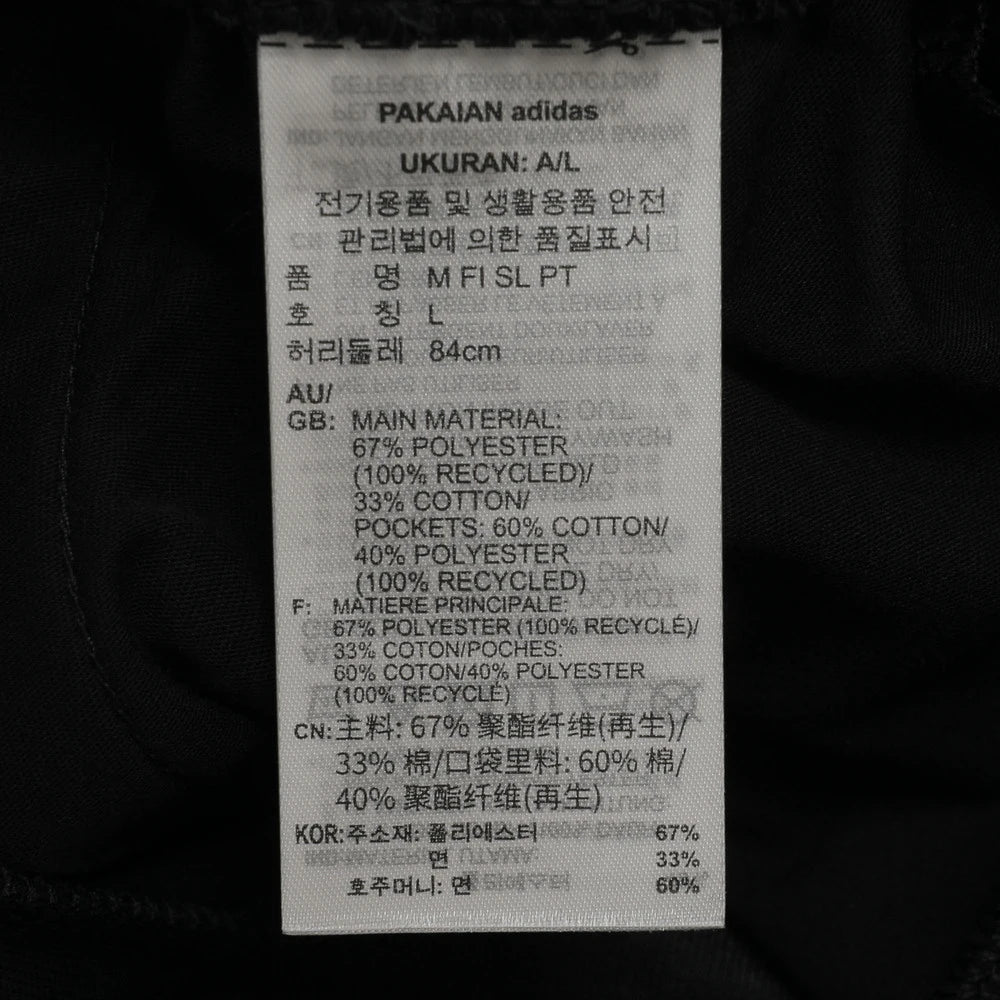 PAKAIAN adidas
UKURAN: A/L
전기용품 및 생활용품 안전
관리법에 의한 품질표시
품 명 M FI SL PT
호 칭 L
허리둘레 84cm
AU/
GB: MAIN MATERIAL:
67% POLYESTER
(100% RECYCLED)/
33% COTTON/
POCKETS: 60% COTTON/
40% POLYESTER
(100% RECYCLED)
F: MATIERE PRINCIPALE:
67% POLYESTER (100% RECYCLÉ)/
33% COTON/POCHES:
60% COTON/40% POLYESTER
(100% RECYCLÉ)
CN: 主料: 67% 聚酯纤维(再生)/
33% 棉/口袋里料: 60% 棉/
40% 聚酯纤维(再生)
KOR: 주소재: 폴리에스터 67%
면 33%
호주머니: 면 60%